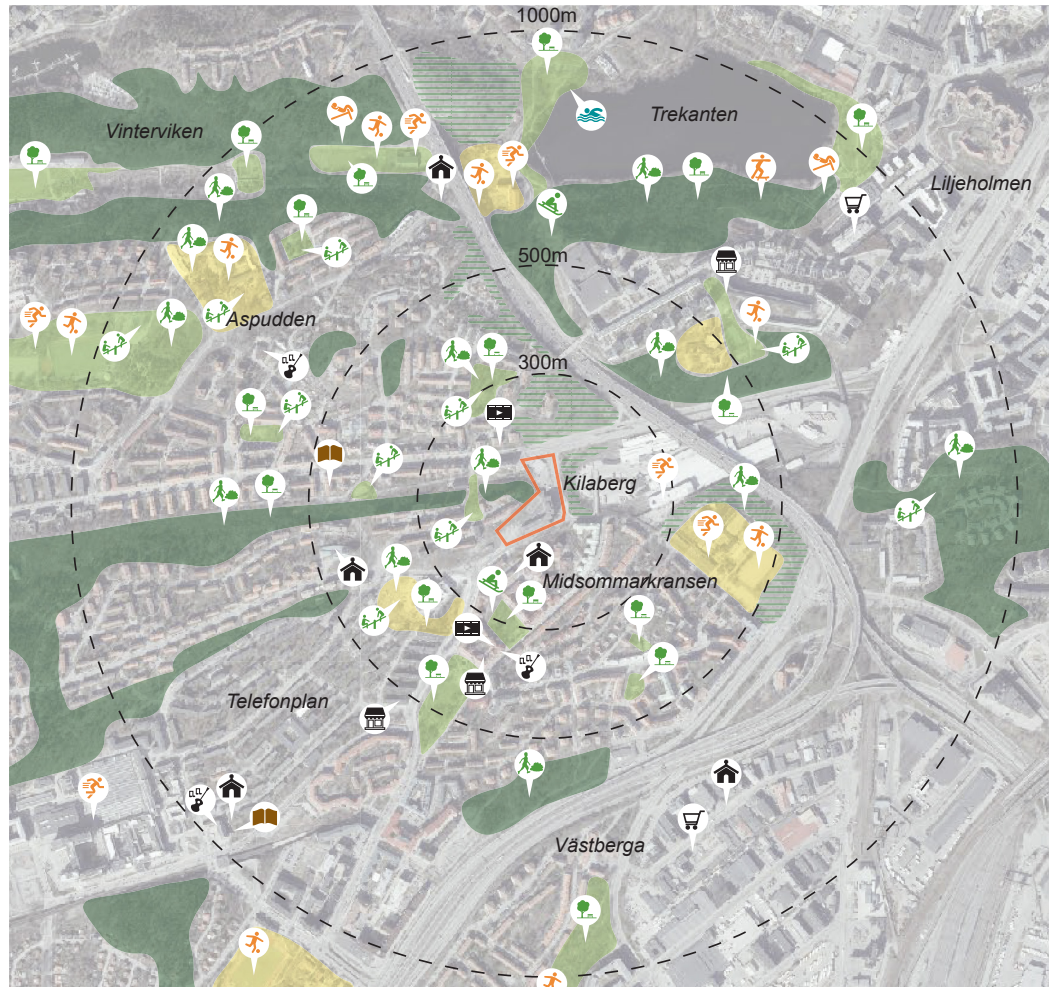 1000m
Vinterviken
Trekanten
Liljeholmen
500m
Aspudden
300m
Kilaberg
Midsommarkransen
Telefonplan
Västberga